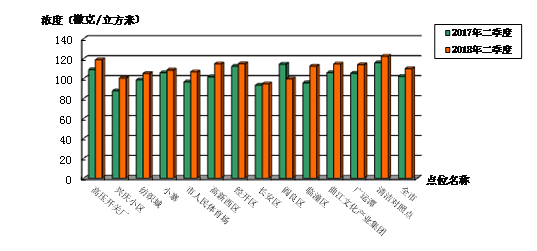 浓度（微克/立方米）
2017年二季度
2018年二季度
140
120
100
80
60
40
20
0
高压开关厂
兴庆小区
纺织城
小寨
市人民体育场
高新西区
经开区
长安区
阎良区
临潼区
曲江文化产业集团
广运潭
清洁对照点
全市
点位名称